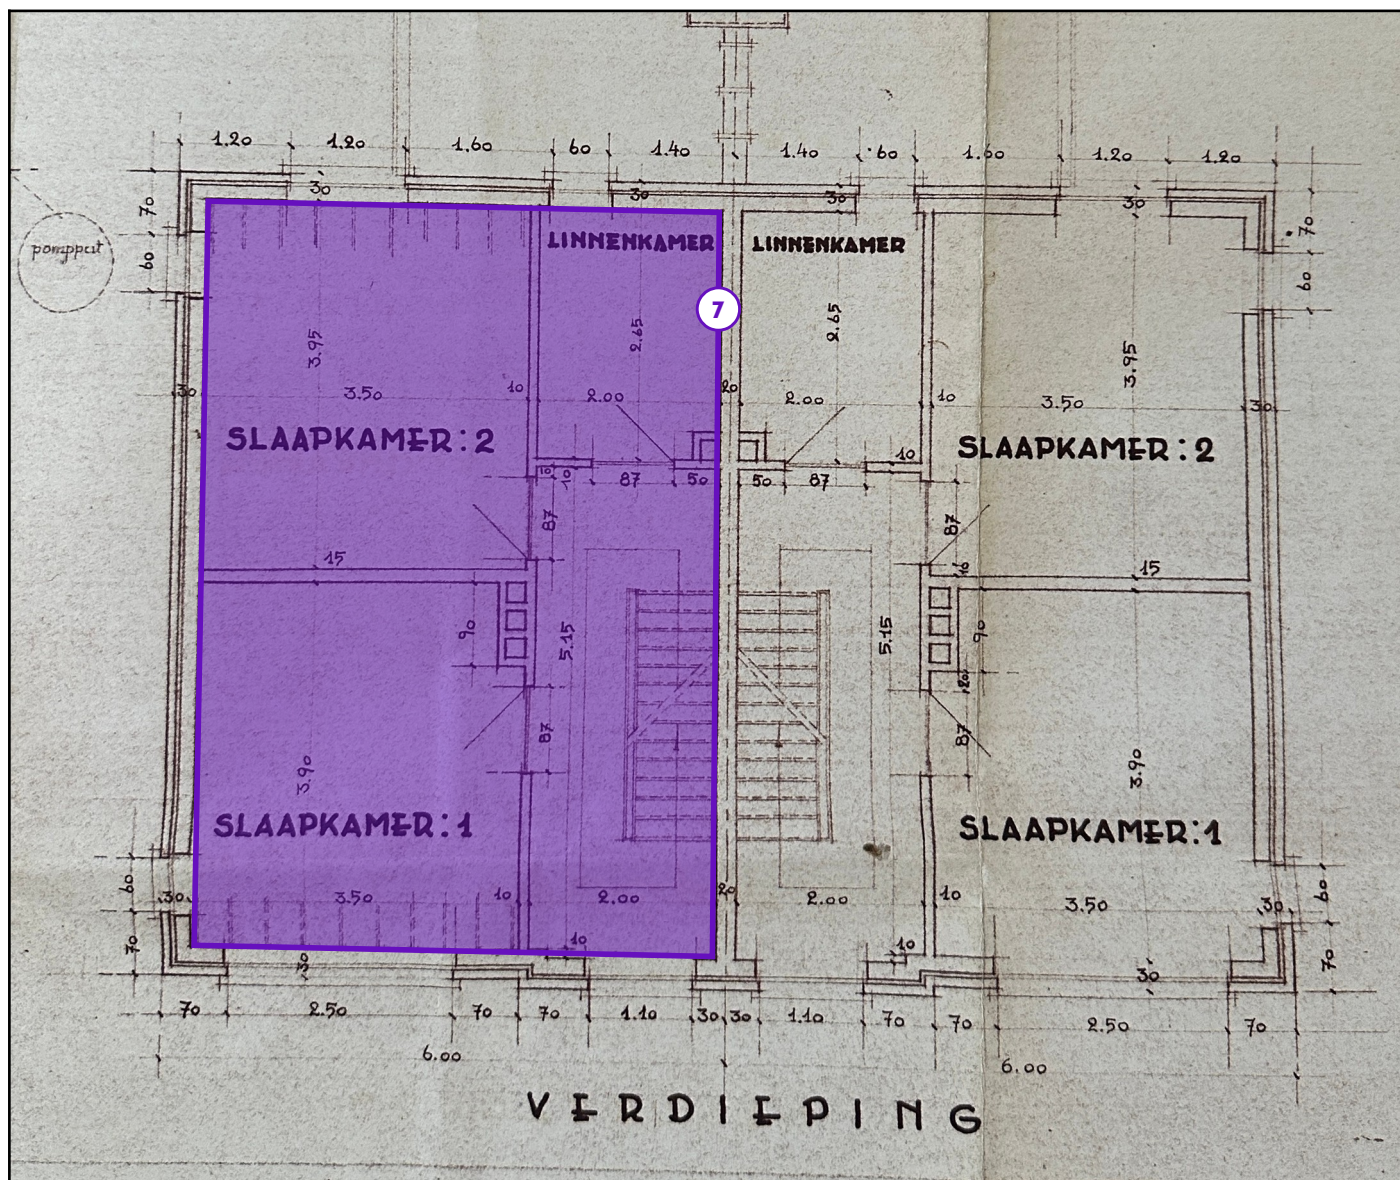 1.20 1.20 1.60 60 1.40 1.40 60 1.60 1.20 1.20
30 30 30 30
70 70
pompput
60 60
LINNENKAMER LINNENKAMER
7
3.95 2.65 2.65 3.95
30 3.50 10 2.00 20 2.00 10 3.50 30
SLAAPKAMER:2 SLAAPKAMER:2
10 10 87 50 50 87 10
87 87
15 10 15
90 5.15 5.15 90
20
87 87
3.90 3.90
SLAAPKAMER:1 SLAAPKAMER:1
60 60
30 3.50 10 2.00 20 2.00 10 3.50 30
70 30 10 10 30 70
70 2.50 70 70 1.10 30 30 1.10 70 70 2.50 70
6.00 6.00
VERDIEPING